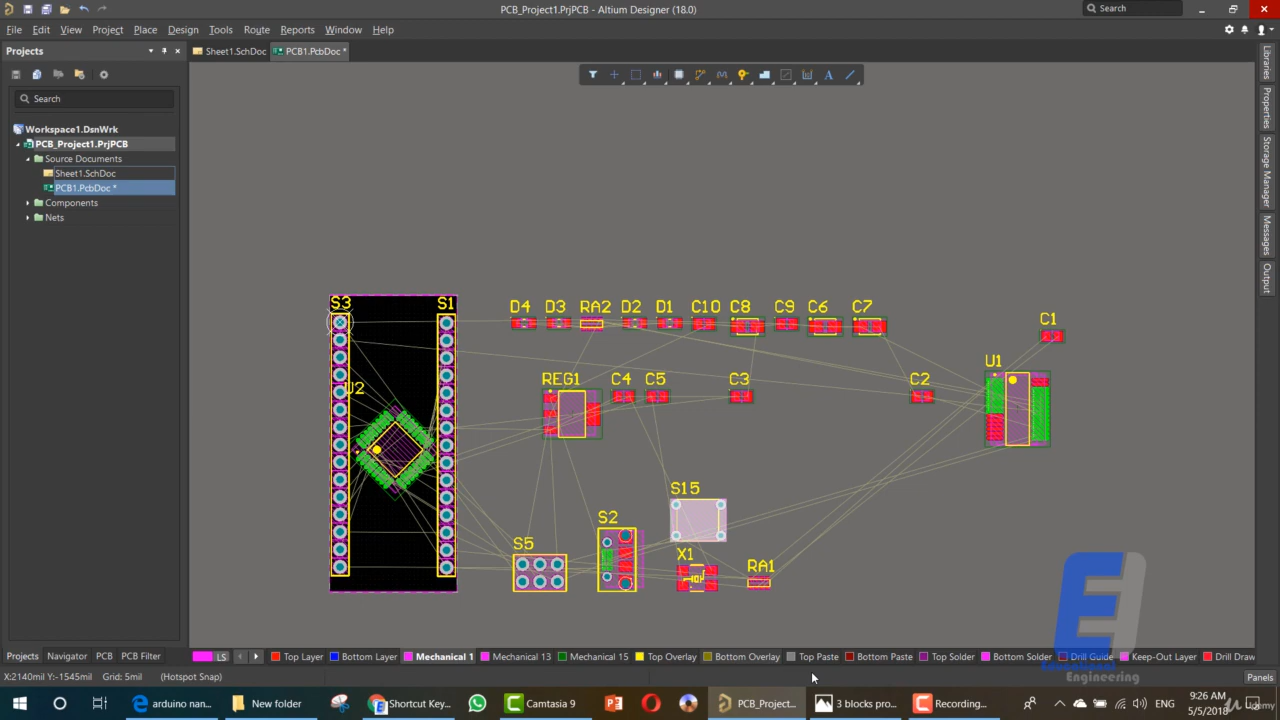 PCB_Project1.PrjPCB - Altium Designer (18.0)
Search
File Edit View Project Place Design Tools Route Reports Window Help
Projects
Sheet1.SchDoc
PCB1.PcbDoc *
Search
Workspace1.DsnWrk
PCB_Project1.PrjPCB
Source Documents
Sheet1.SchDoc
PCB1.PcbDoc *
Components
Nets
Libraries
Properties
Storage Manager
Messages
Output
S3 S1 D4 D3 RA2 D2 D1 C10 C8 C9 C6 C7
C1
U1
U2 REG1 C4 C5 C3 C2
S15
S2
S5 X1 RA1
Projects Navigator PCB PCB Filter
LS Top Layer Bottom Layer Mechanical 1 Mechanical 13 Mechanical 15 Top Overlay Bottom Overlay Top Paste Bottom Paste Top Solder Bottom Solder Drill Guide Keep-Out Layer Drill Draw
Educational
Engineering
X:2140mil Y:-1545mil Grid: 5mil (Hotspot Snap)
Panels
arduino nan... New folder Shortcut Key... Camtasia 9 PCB_Project... 3 blocks pro... Recording...
9:26 AM
5/5/2018
Udemy